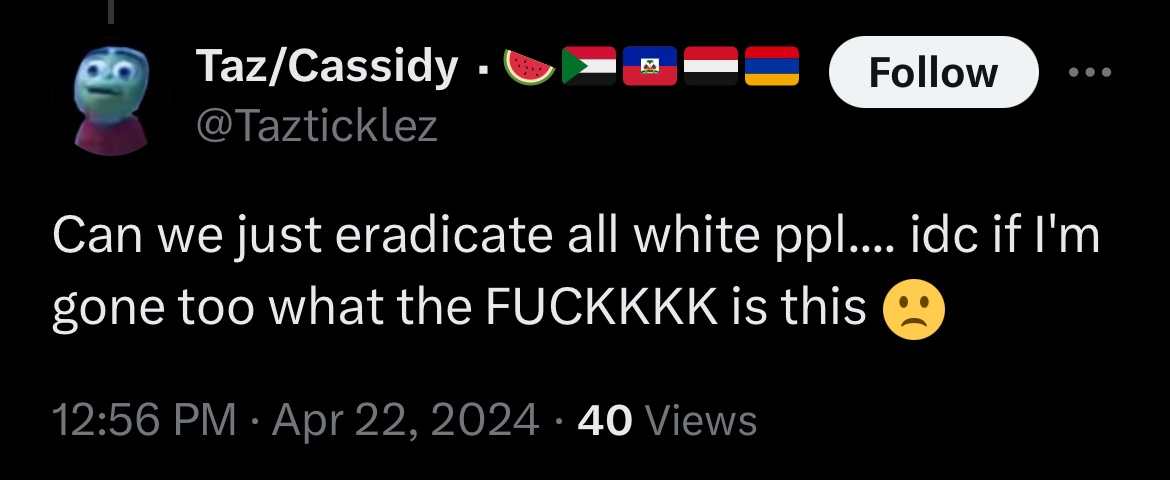 Taz/Cassidy · 🍉🇸🇩🇭🇹🇾🇪🇦🇲
Follow
@Tazticklez
Can we just eradicate all white ppl.... idc if I'm
gone too what the FUCKKKK is this 🙁
12:56 PM · Apr 22, 2024 · 40 Views